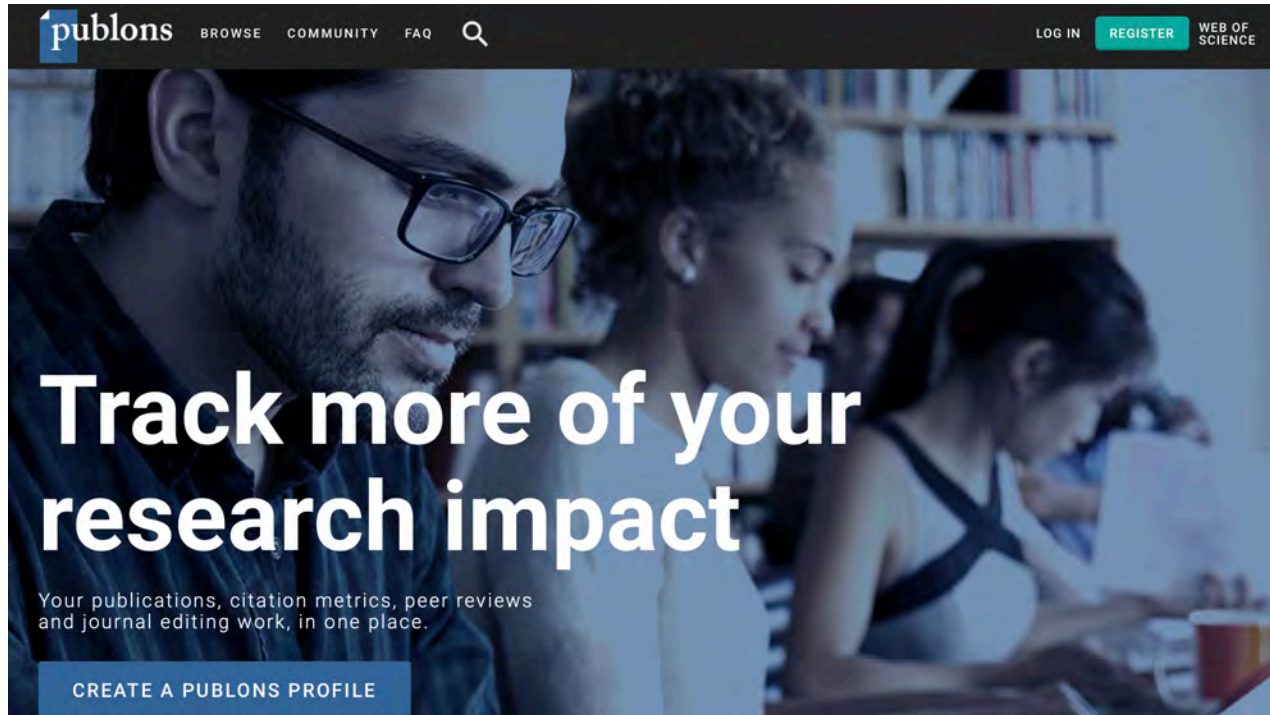 publons
BROWSE
COMMUNITY
FAQ
LOG IN
REGISTER
WEB OF
SCIENCE
Track more of your
research impact
Your publications, citation metrics, peer reviews
and journal editing work, in one place.
CREATE A PUBLONS PROFILE